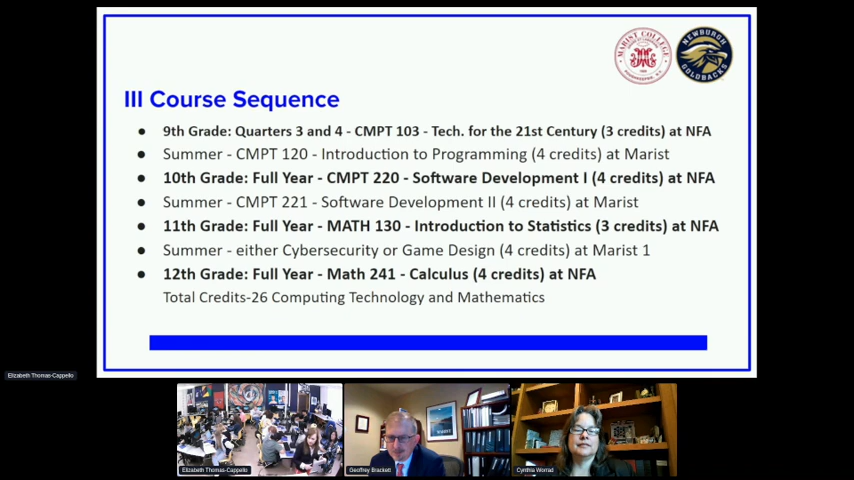 MARIST COLLEGE
NEWBURGH
GOLDBACKS
III Course Sequence
● 9th Grade: Quarters 3 and 4 - CMPT 103 - Tech. for the 21st Century (3 credits) at NFA
● Summer - CMPT 120 - Introduction to Programming (4 credits) at Marist
● 10th Grade: Full Year - CMPT 220 - Software Development I (4 credits) at NFA
● Summer - CMPT 221 - Software Development II (4 credits) at Marist
● 11th Grade: Full Year - MATH 130 - Introduction to Statistics (3 credits) at NFA
● Summer - either Cybersecurity or Game Design (4 credits) at Marist 1
● 12th Grade: Full Year - Math 241 - Calculus (4 credits) at NFA
Total Credits-26 Computing Technology and Mathematics
Elizabeth Thomas-Cappello
Elizabeth Thomas-Cappello
Geoffrey Brackett
Cynthia Worrad